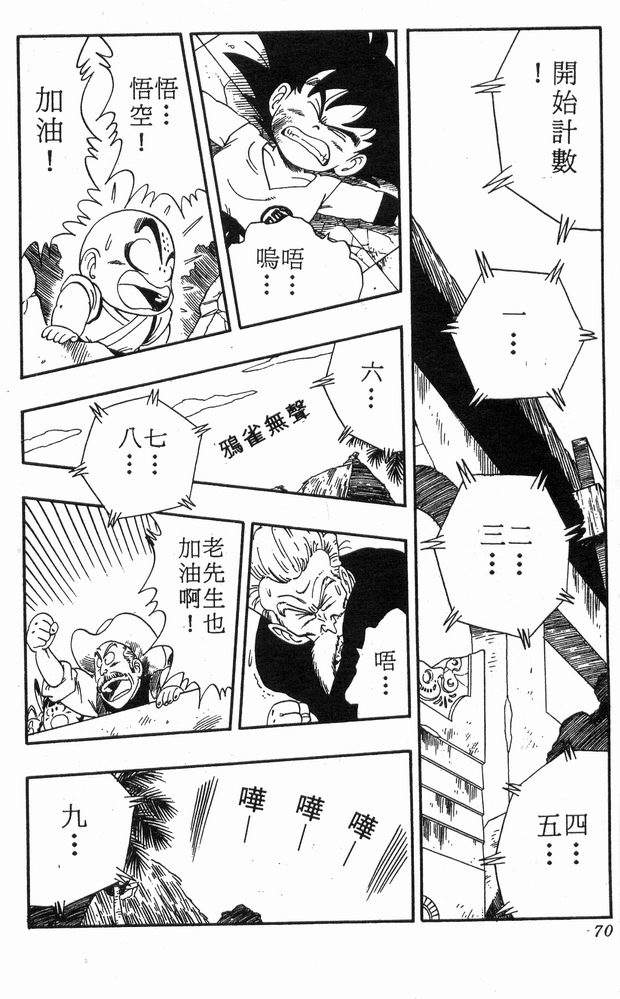 開始計數
！
一…
二…
三…
四…
五…
唔…
嗚…
悟…
悟空！
加油！
六…
鴉雀無聲
七…
八…
唔…
老先生也
加油啊！
嘩—
嘩—
嘩—
九…
70